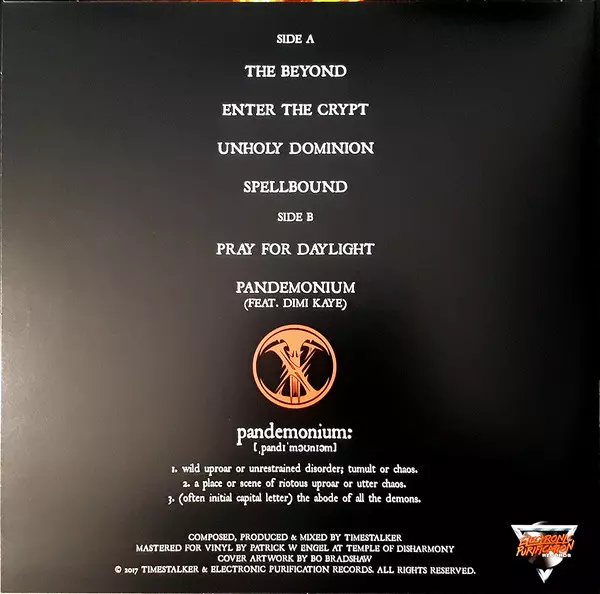 SIDE A
THE BEYOND
ENTER THE CRYPT
UNHOLY DOMINION
SPELLBOUND
SIDE B
PRAY FOR DAYLIGHT
PANDEMONIUM
(FEAT. DIMI KAYE)
pandemonium:
[ˌpandɪˈməʊnɪəm]
1. wild uproar or unrestrained disorder; tumult or chaos.
2. a place or scene of riotous uproar or utter chaos.
3. (often initial capital letter) the abode of all the demons.
COMPOSED, PRODUCED & MIXED BY TIMESTALKER
MASTERED FOR VINYL BY PATRICK W ENGEL AT TEMPLE OF DISHARMONY
COVER ARTWORK BY BO BRADSHAW
© 2017 TIMESTALKER & ELECTRONIC PURIFICATION RECORDS. ALL RIGHTS RESERVED.
ELECTRONIC
PURIFICATION
RECORDS